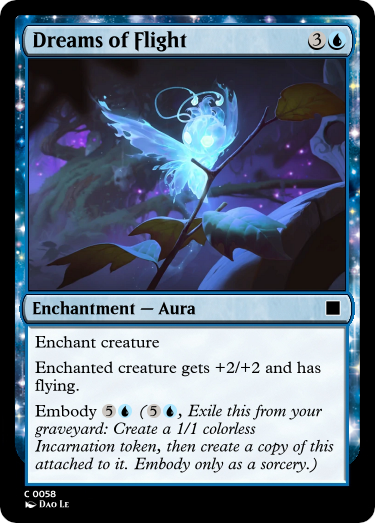 Dreams of Flight 3
Enchantment — Aura
Enchant creature
Enchanted creature gets +2/+2 and has
flying.
Embody 5 (5, Exile this from your
graveyard: Create a 1/1 colorless
Incarnation token, then create a copy of this
attached to it. Embody only as a sorcery.)
C 0058
Dao Le